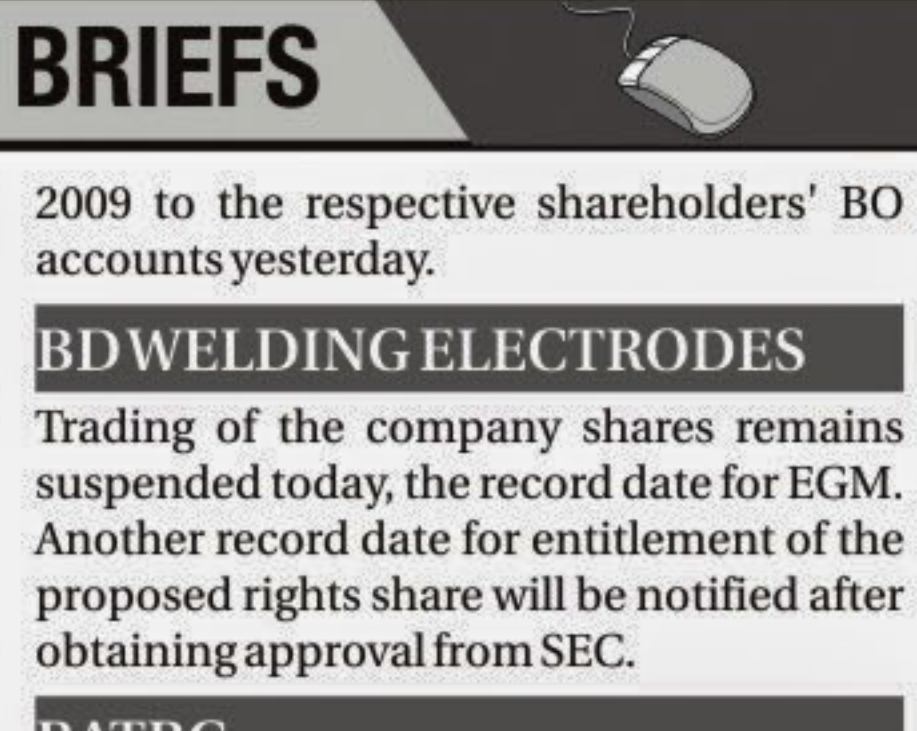 BRIEFS
2009 to the respective shareholders' BO
accounts yesterday.
BD WELDING ELECTRODES
Trading of the company shares remains
suspended today, the record date for EGM.
Another record date for entitlement of the
proposed rights share will be notified after
obtaining approval from SEC.